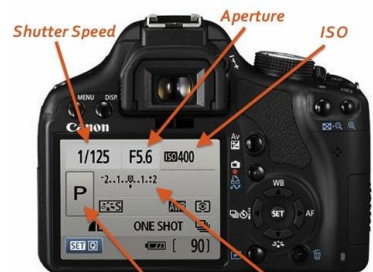 Shutter Speed Aperture ISO
MENU DISP.
Canon
1/125 F5.6 ISO400
-2..1..0..1.:2
P
AWB
ONE SHOT
SET Q [ 90]
Av
WB
SET AF